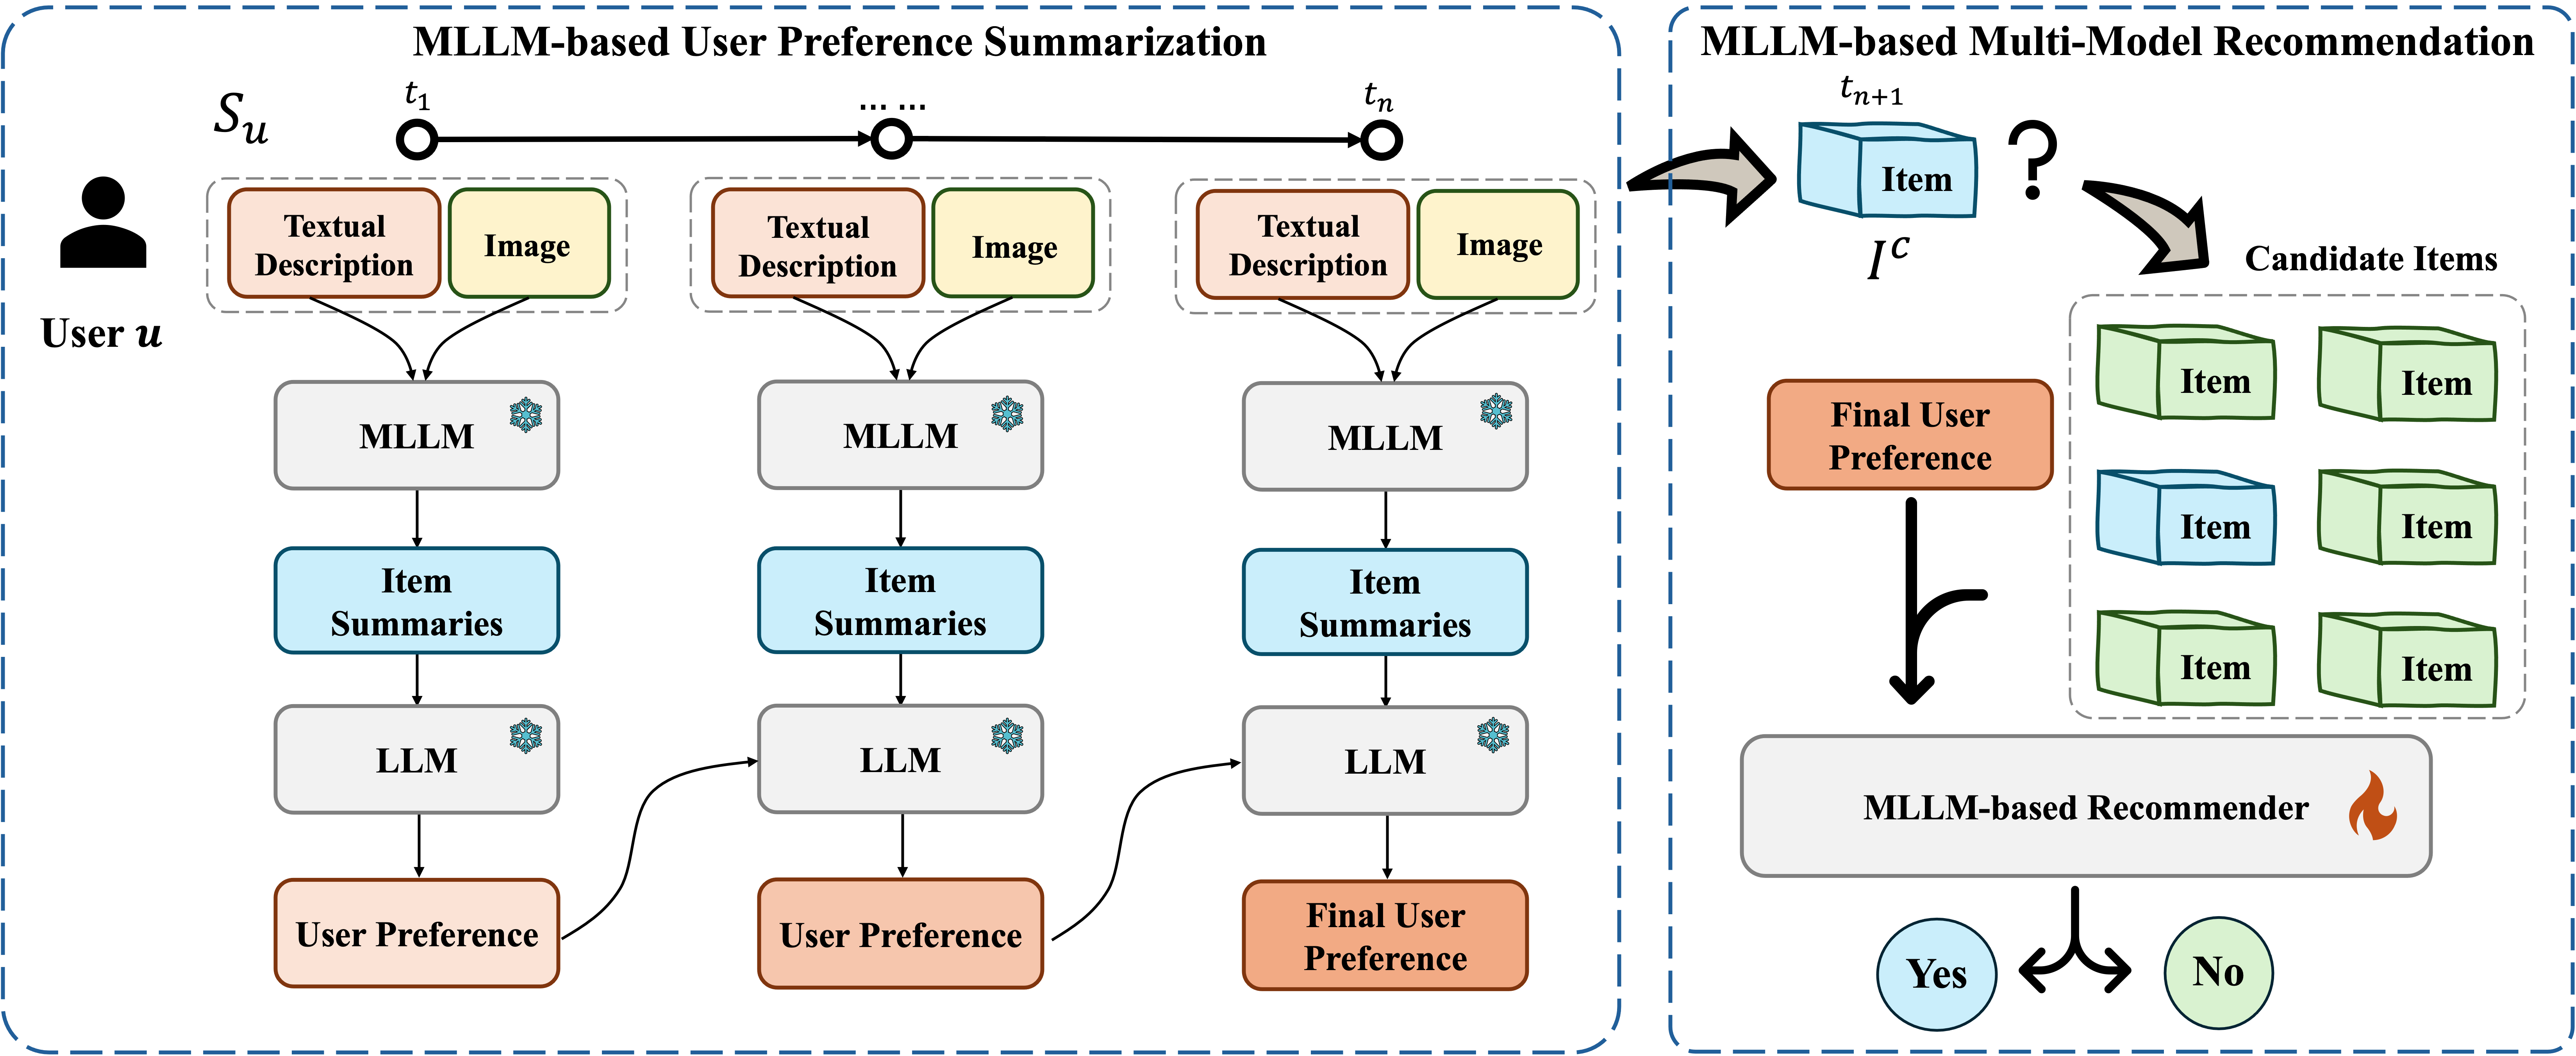 MLLM-based User Preference Summarization
S_u
t_1
... ...
t_n
User u
Textual
Description
Image
Textual
Description
Image
Textual
Description
Image
MLLM
MLLM
MLLM
Item
Summaries
Item
Summaries
Item
Summaries
LLM
LLM
LLM
User Preference
User Preference
Final User
Preference
MLLM-based Multi-Model Recommendation
t_{n+1}
Item
?
I^C
Candidate Items
Final User
Preference
Item
Item
Item
Item
Item
Item
MLLM-based Recommender
Yes
No